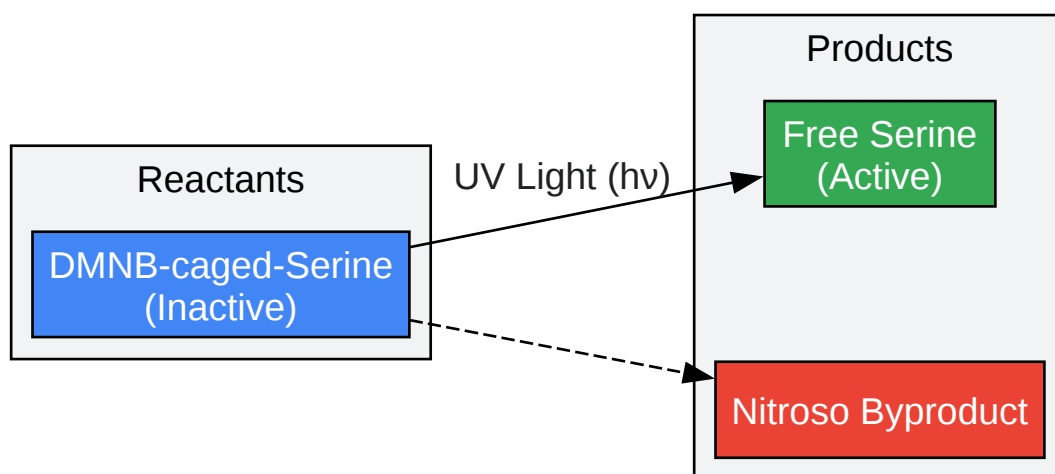 Reactants
DMNB-caged-Serine
(Inactive)
UV Light (hν)
Products
Free Serine
(Active)
Nitroso Byproduct